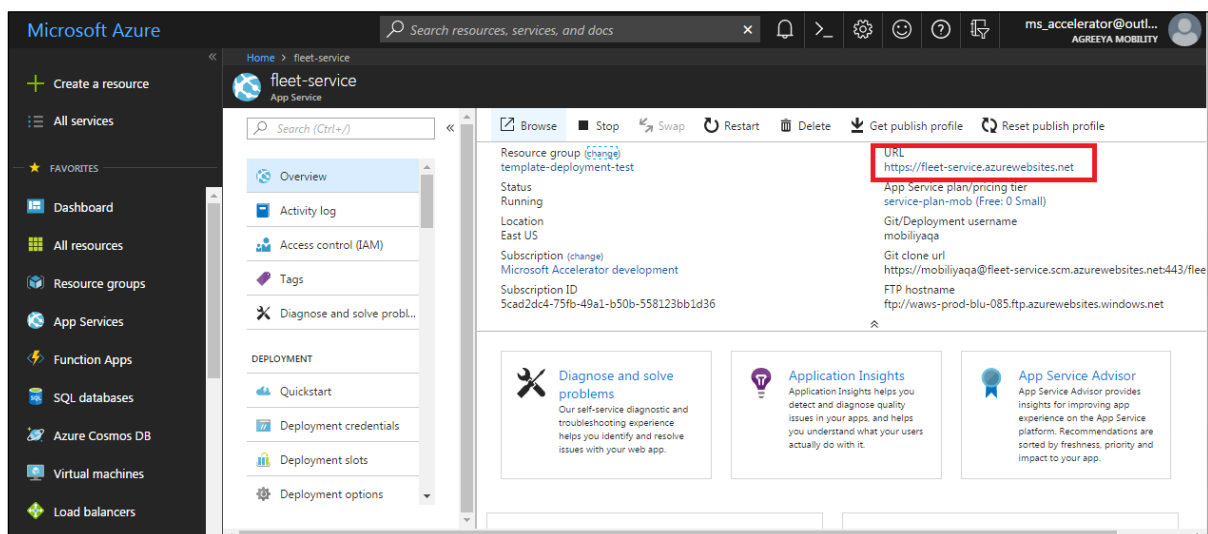 Microsoft Azure
Search resources, services, and docs
ms_accelerator@outl...
AGREEYA MOBILITY
Create a resource
All services
FAVORITES
Dashboard
All resources
Resource groups
App Services
Function Apps
SQL databases
Azure Cosmos DB
Virtual machines
Load balancers
Home > fleet-service
fleet-service
App Service
Search (Ctrl+/)
Overview
Activity log
Access control (IAM)
Tags
Diagnose and solve probl...
DEPLOYMENT
Quickstart
Deployment credentials
Deployment slots
Deployment options
Browse Stop Swap Restart Delete Get publish profile Reset publish profile
Resource group (change)
template-deployment-test
Status
Running
Location
East US
Subscription (change)
Microsoft Accelerator development
Subscription ID
5cad2dc4-75fb-49a1-b50b-558123bb1d36
URL
https://fleet-service.azurewebsites.net
App Service plan/pricing tier
service-plan-mob (Free: 0 Small)
Git/Deployment username
mobiliyaqa
Git clone url
https://mobiliyaqa@fleet-service.scm.azurewebsites.net:443/flee
FTP hostname
ftp://waws-prod-blu-085.ftp.azurewebsites.windows.net
Diagnose and solve
problems
Our self-service diagnostic and
troubleshooting experience
helps you identify and resolve
issues with your web app.
Application Insights
Application Insights helps you
detect and diagnose quality
issues in your apps, and helps
you understand what your users
actually do with it.
App Service Advisor
App Service Advisor provides
insights for improving app
experience on the App Service
platform. Recommendations are
sorted by freshness, priority and
impact to your app.